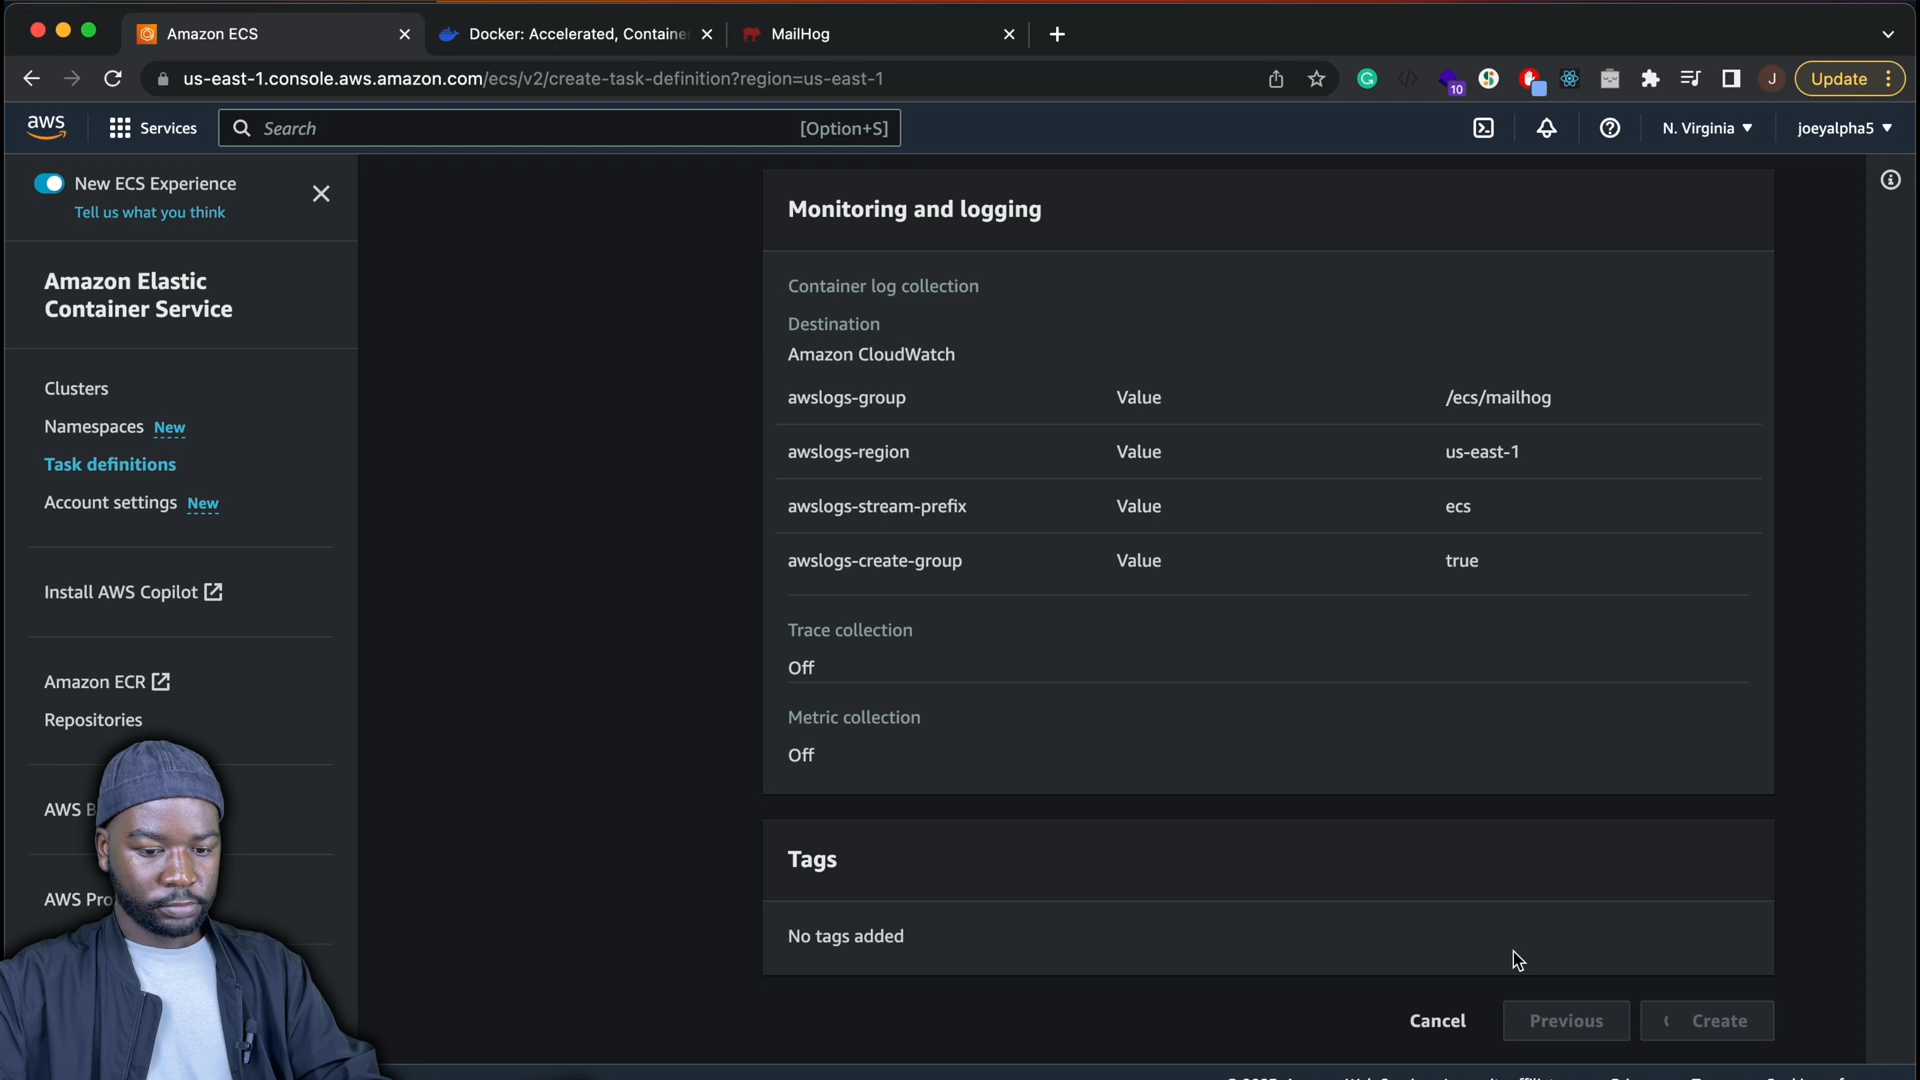 Amazon ECS
Docker: Accelerated, Containe
MailHog
us-east-1.console.aws.amazon.com/ecs/v2/create-task-definition?region=us-east-1
10
J
Update
aws
Services
Search
[Option+S]
N. Virginia
joeyalpha5
New ECS Experience
Tell us what you think
Amazon Elastic
Container Service
Clusters
Namespaces New
Task definitions
Account settings New
Install AWS Copilot
Amazon ECR
Repositories
AWS B
AWS Pro
Monitoring and logging
Container log collection
Destination
Amazon CloudWatch
awslogs-group Value /ecs/mailhog
awslogs-region Value us-east-1
awslogs-stream-prefix Value ecs
awslogs-create-group Value true
Trace collection
Off
Metric collection
Off
Tags
No tags added
Cancel
Previous
Create